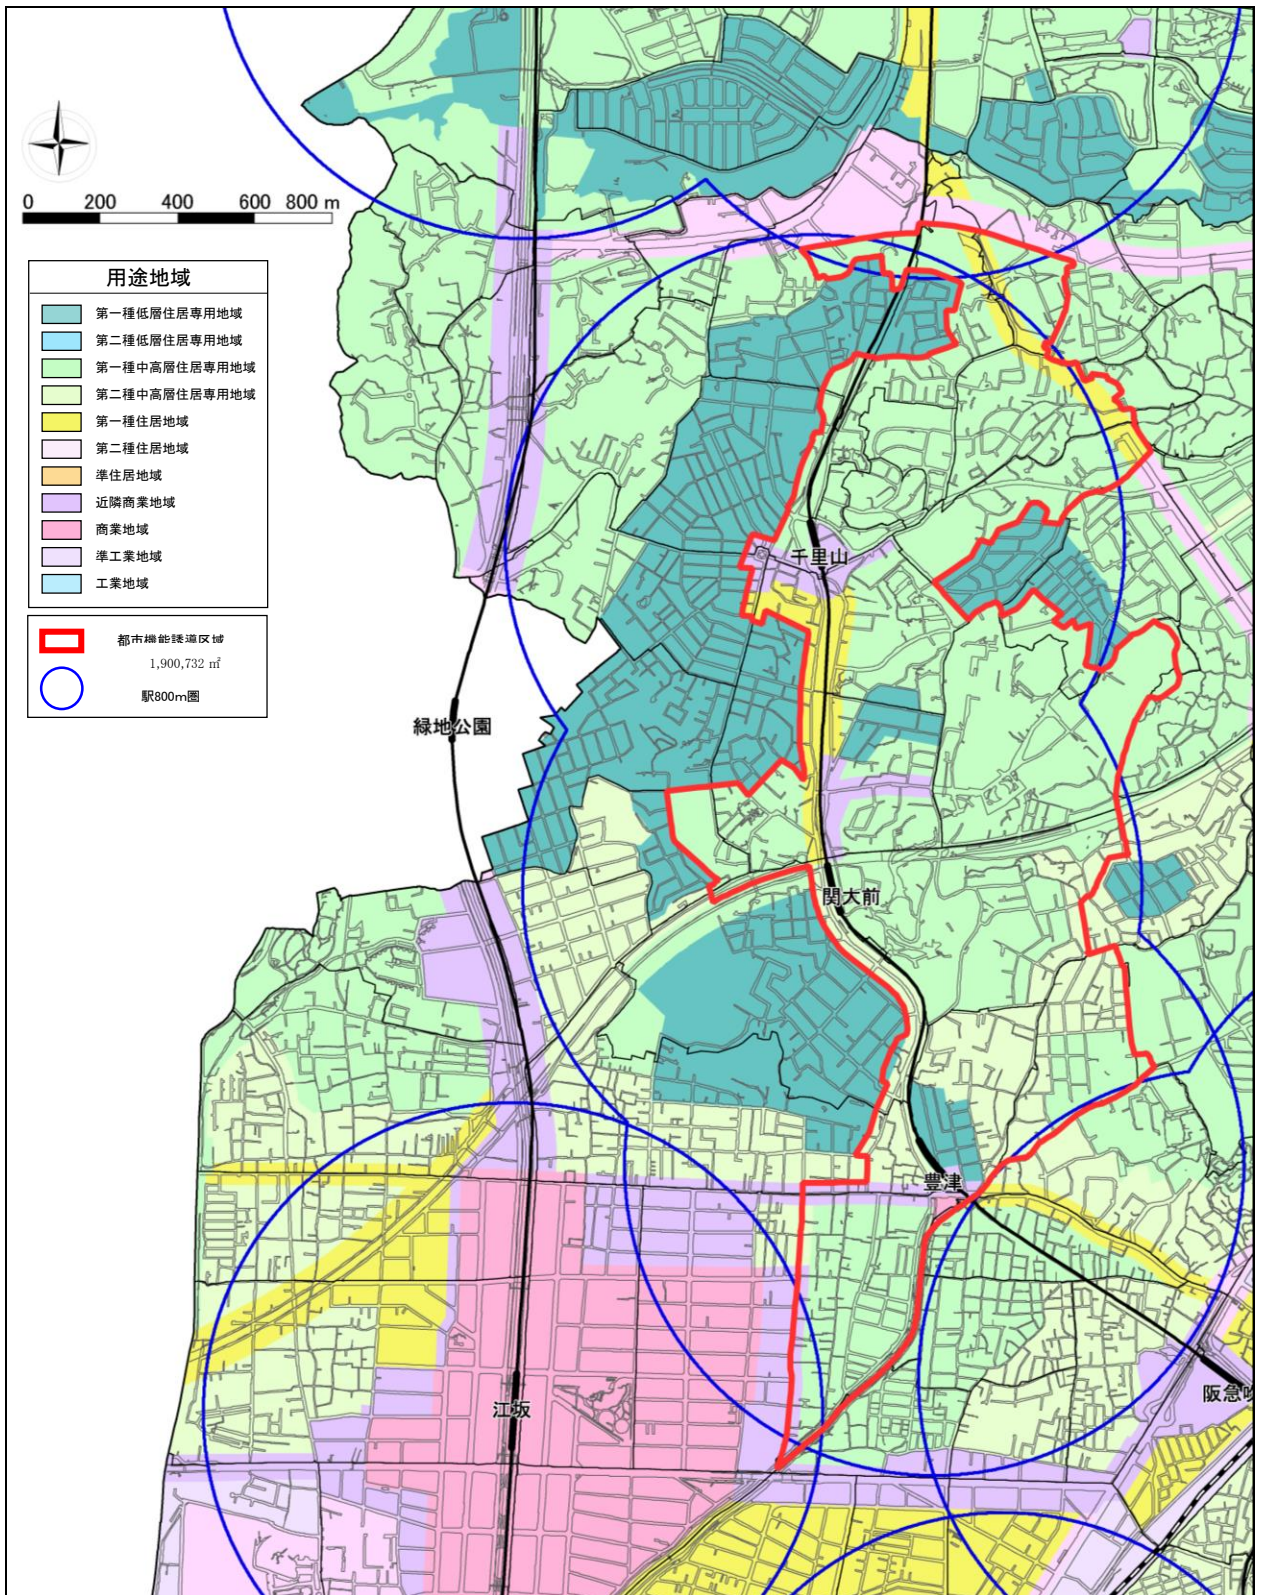 0 200 400 600 800 m
用途地域
第一種低層住居専用地域
第二種低層住居専用地域
第一種中高層住居専用地域
第二種中高層住居専用地域
第一種住居地域
第二種住居地域
準住居地域
近隣商業地域
商業地域
準工業地域
工業地域
都市機能誘導区域
1,900,732 ㎡
駅800m圏
千里山
緑地公園
関大前
豊津
阪急吹
江坂